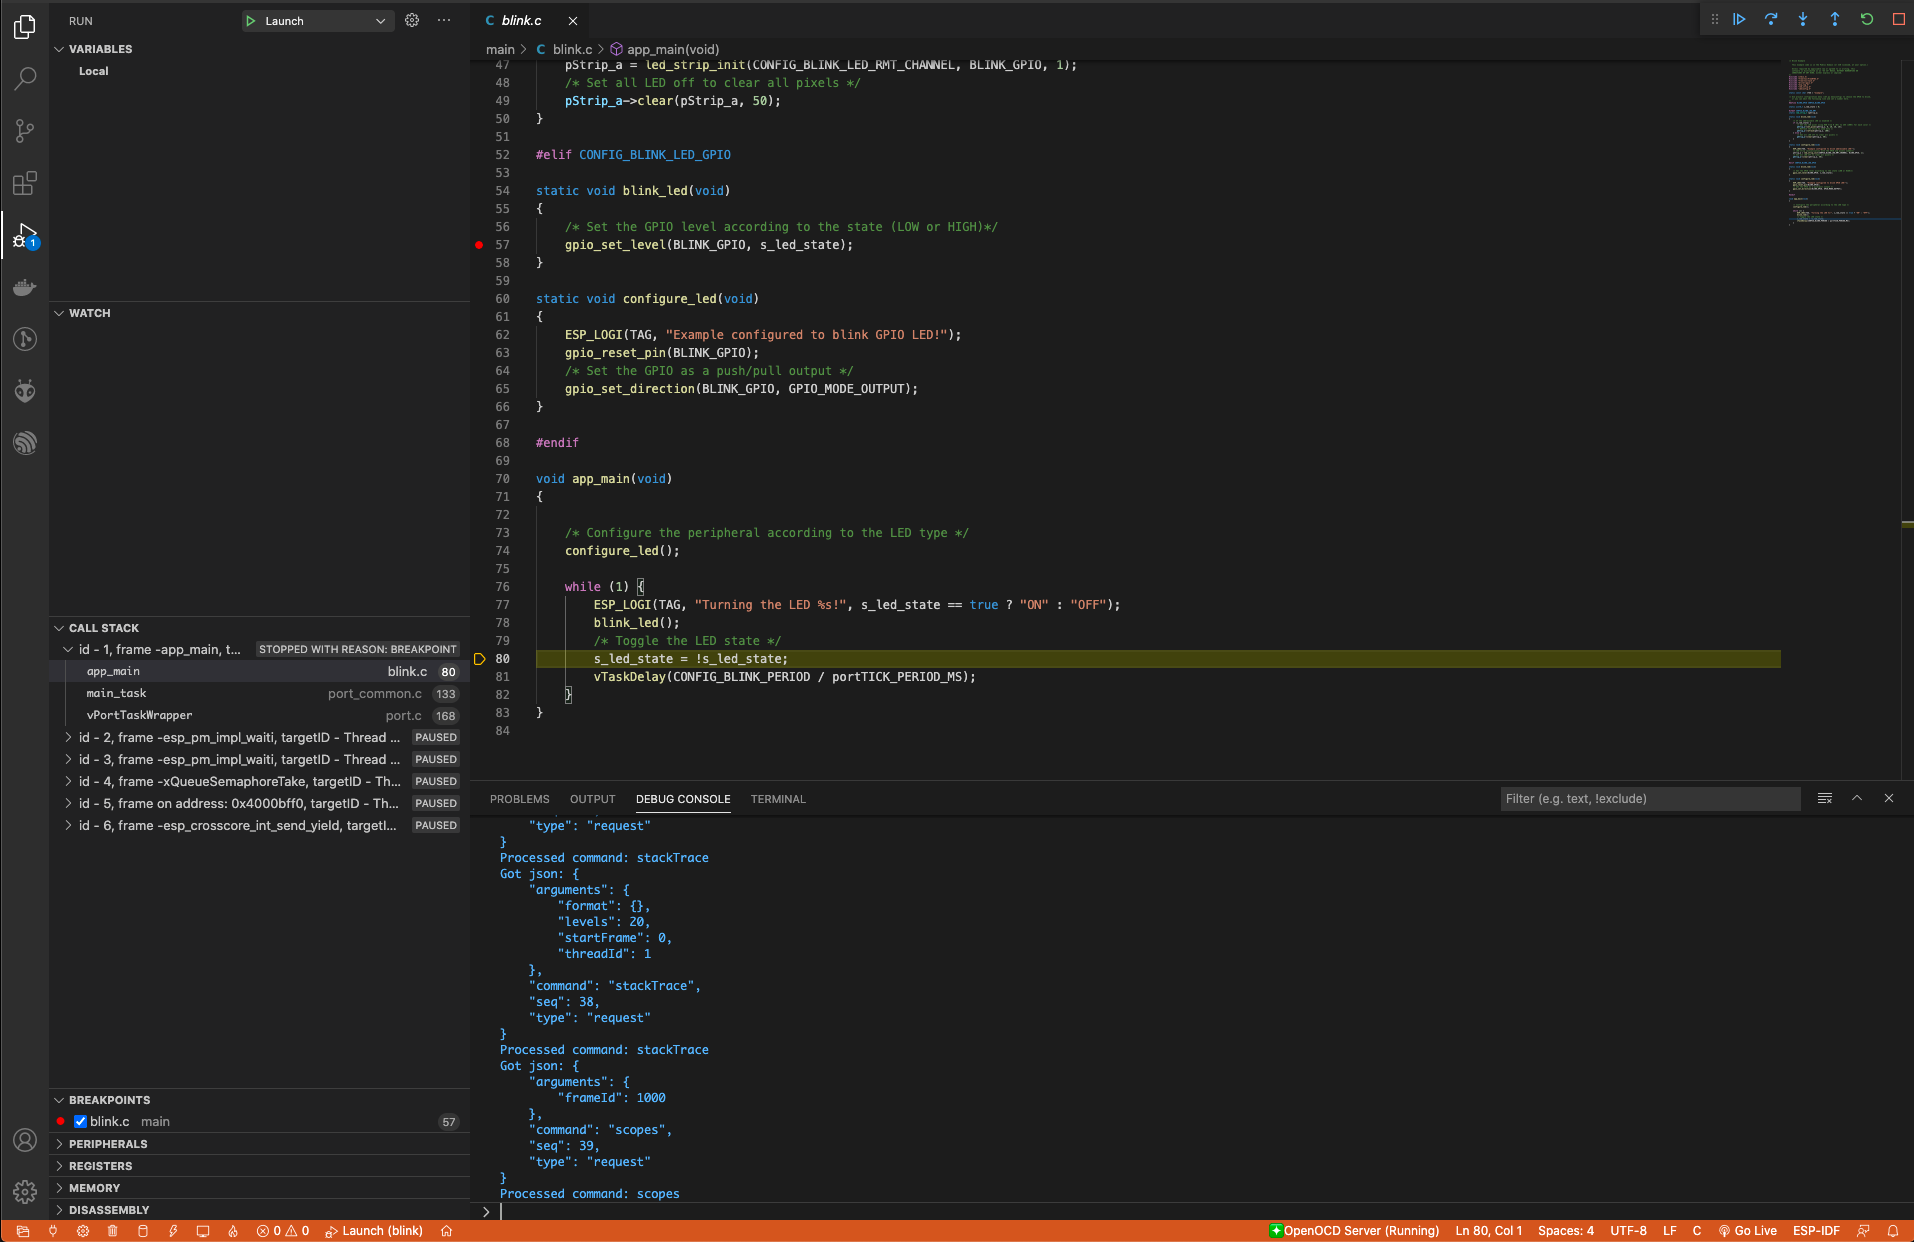 RUN
Launch
VARIABLES
Local
WATCH
CALL STACK
id - 1, frame -app_main, t...
STOPPED WITH REASON: BREAKPOINT
app_main blink.c 80
main_task port_common.c 133
vPortTaskWrapper port.c 168
id - 2, frame -esp_pm_impl_waiti, targetID - Thread ... PAUSED
id - 3, frame -esp_pm_impl_waiti, targetID - Thread ... PAUSED
id - 4, frame -xQueueSemaphoreTake, targetID - Th... PAUSED
id - 5, frame on address: 0x4000bff0, targetID - Th... PAUSED
id - 6, frame -esp_crosscore_int_send_yield, targetI... PAUSED
BREAKPOINTS
blink.c main 57
PERIPHERALS
REGISTERS
MEMORY
DISASSEMBLY
1
C blink.c
main > C blink.c > app_main(void)
47 pStrip_a = led_strip_init(CONFIG_BLINK_LED_RMT_CHANNEL, BLINK_GPIO, 1);
48 /* Set all LED off to clear all pixels */
49 pStrip_a->clear(pStrip_a, 50);
50 }
51
52 #elif CONFIG_BLINK_LED_GPIO
53
54 static void blink_led(void)
55 {
56 /* Set the GPIO level according to the state (LOW or HIGH)*/
57 gpio_set_level(BLINK_GPIO, s_led_state);
58 }
59
60 static void configure_led(void)
61 {
62 ESP_LOGI(TAG, "Example configured to blink GPIO LED!");
63 gpio_reset_pin(BLINK_GPIO);
64 /* Set the GPIO as a push/pull output */
65 gpio_set_direction(BLINK_GPIO, GPIO_MODE_OUTPUT);
66 }
67
68 #endif
69
70 void app_main(void)
71 {
72
73 /* Configure the peripheral according to the LED type */
74 configure_led();
75
76 while (1) {
77 ESP_LOGI(TAG, "Turning the LED %s!", s_led_state == true ? "ON" : "OFF");
78 blink_led();
79 /* Toggle the LED state */
80 s_led_state = !s_led_state;
81 vTaskDelay(CONFIG_BLINK_PERIOD / portTICK_PERIOD_MS);
82 }
83 }
84
PROBLEMS OUTPUT DEBUG CONSOLE TERMINAL
Filter (e.g. text, !exclude)
"type": "request"
}
Processed command: stackTrace
Got json: {
"arguments": {
"format": {},
"levels": 20,
"startFrame": 0,
"threadId": 1
},
"command": "stackTrace",
"seq": 38,
"type": "request"
}
Processed command: stackTrace
Got json: {
"arguments": {
"frameId": 1000
},
"command": "scopes",
"seq": 39,
"type": "request"
}
Processed command: scopes
>
0 0 Launch (blink)
OpenOCD Server (Running) Ln 80, Col 1 Spaces: 4 UTF-8 LF C Go Live ESP-IDF